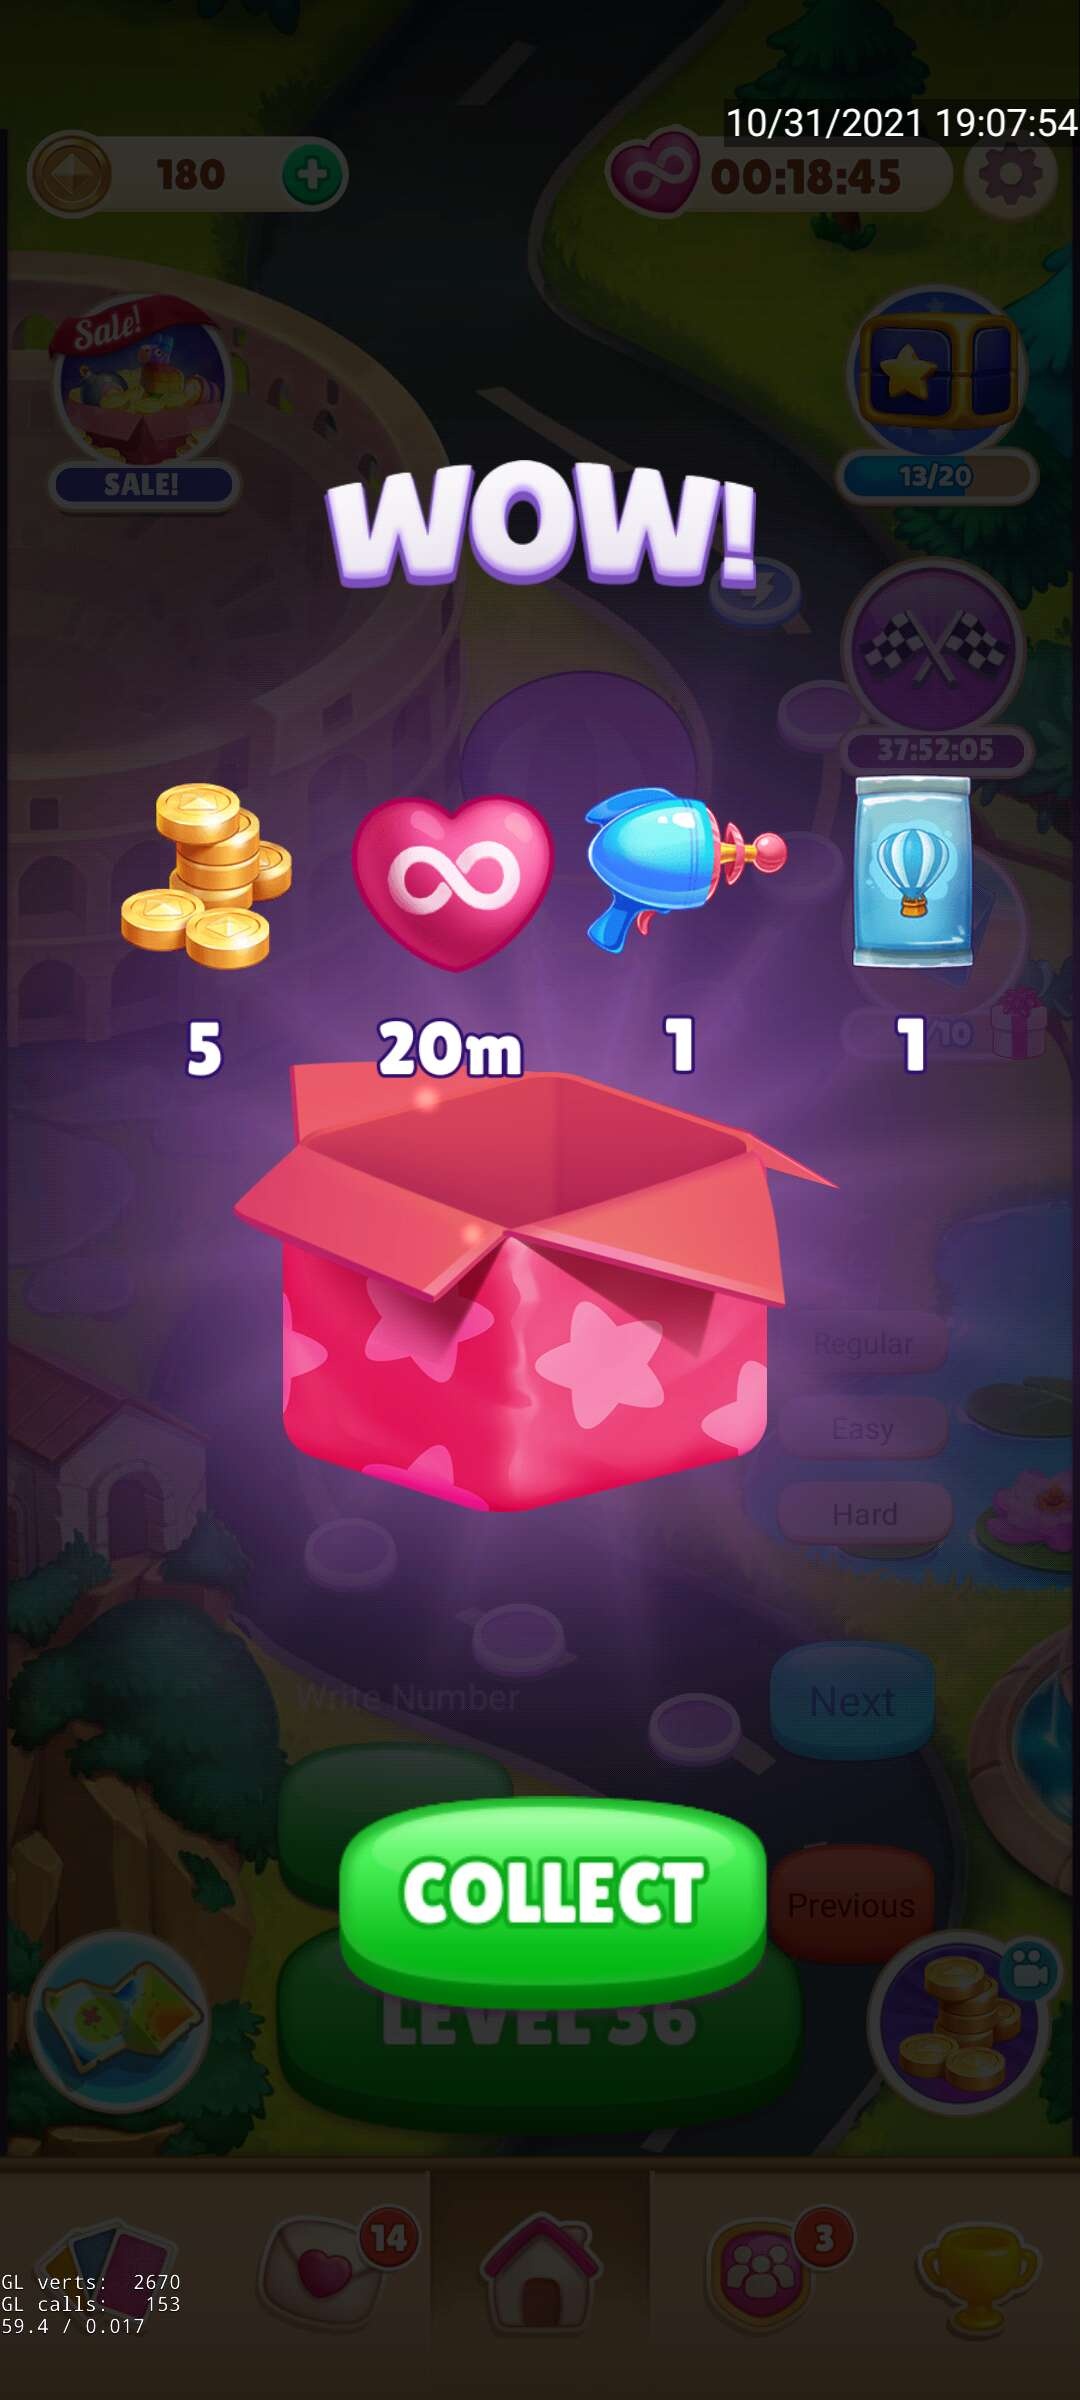 10/31/2021 19:07:54
180
00:18:45
Sale!
SALE!
13/20
WOW!
37:52:05
5
20m
1
1
/10
Regular
Easy
Hard
Write Number
Next
COLLECT
Previous
LEVEL 36
14
3
GL verts: 2670
GL calls: 153
59.4 / 0.017